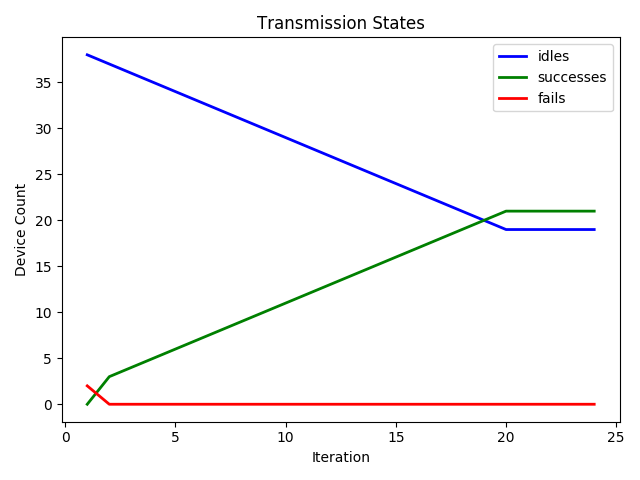 Transmission States
idles
successes
fails
Device Count
35
30
25
20
15
10
5
0
0 5 10 15 20 25
Iteration